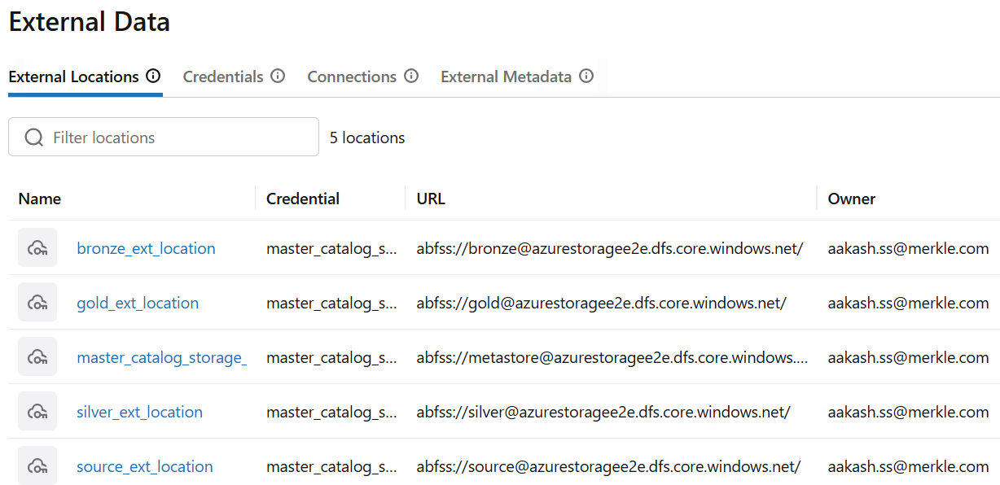 External Data
External Locations Credentials Connections External Metadata
Filter locations 5 locations
Name Credential URL Owner
bronze_ext_location master_catalog_s... abfss://bronze@azurestoragee2e.dfs.core.windows.net/ aakash.ss@merkle.com
gold_ext_location master_catalog_s... abfss://gold@azurestoragee2e.dfs.core.windows.net/ aakash.ss@merkle.com
master_catalog_storage_ master_catalog_s... abfss://metastore@azurestoragee2e.dfs.core.windows.... aakash.ss@merkle.com
silver_ext_location master_catalog_s... abfss://silver@azurestoragee2e.dfs.core.windows.net/ aakash.ss@merkle.com
source_ext_location master_catalog_s... abfss://source@azurestoragee2e.dfs.core.windows.net/ aakash.ss@merkle.com